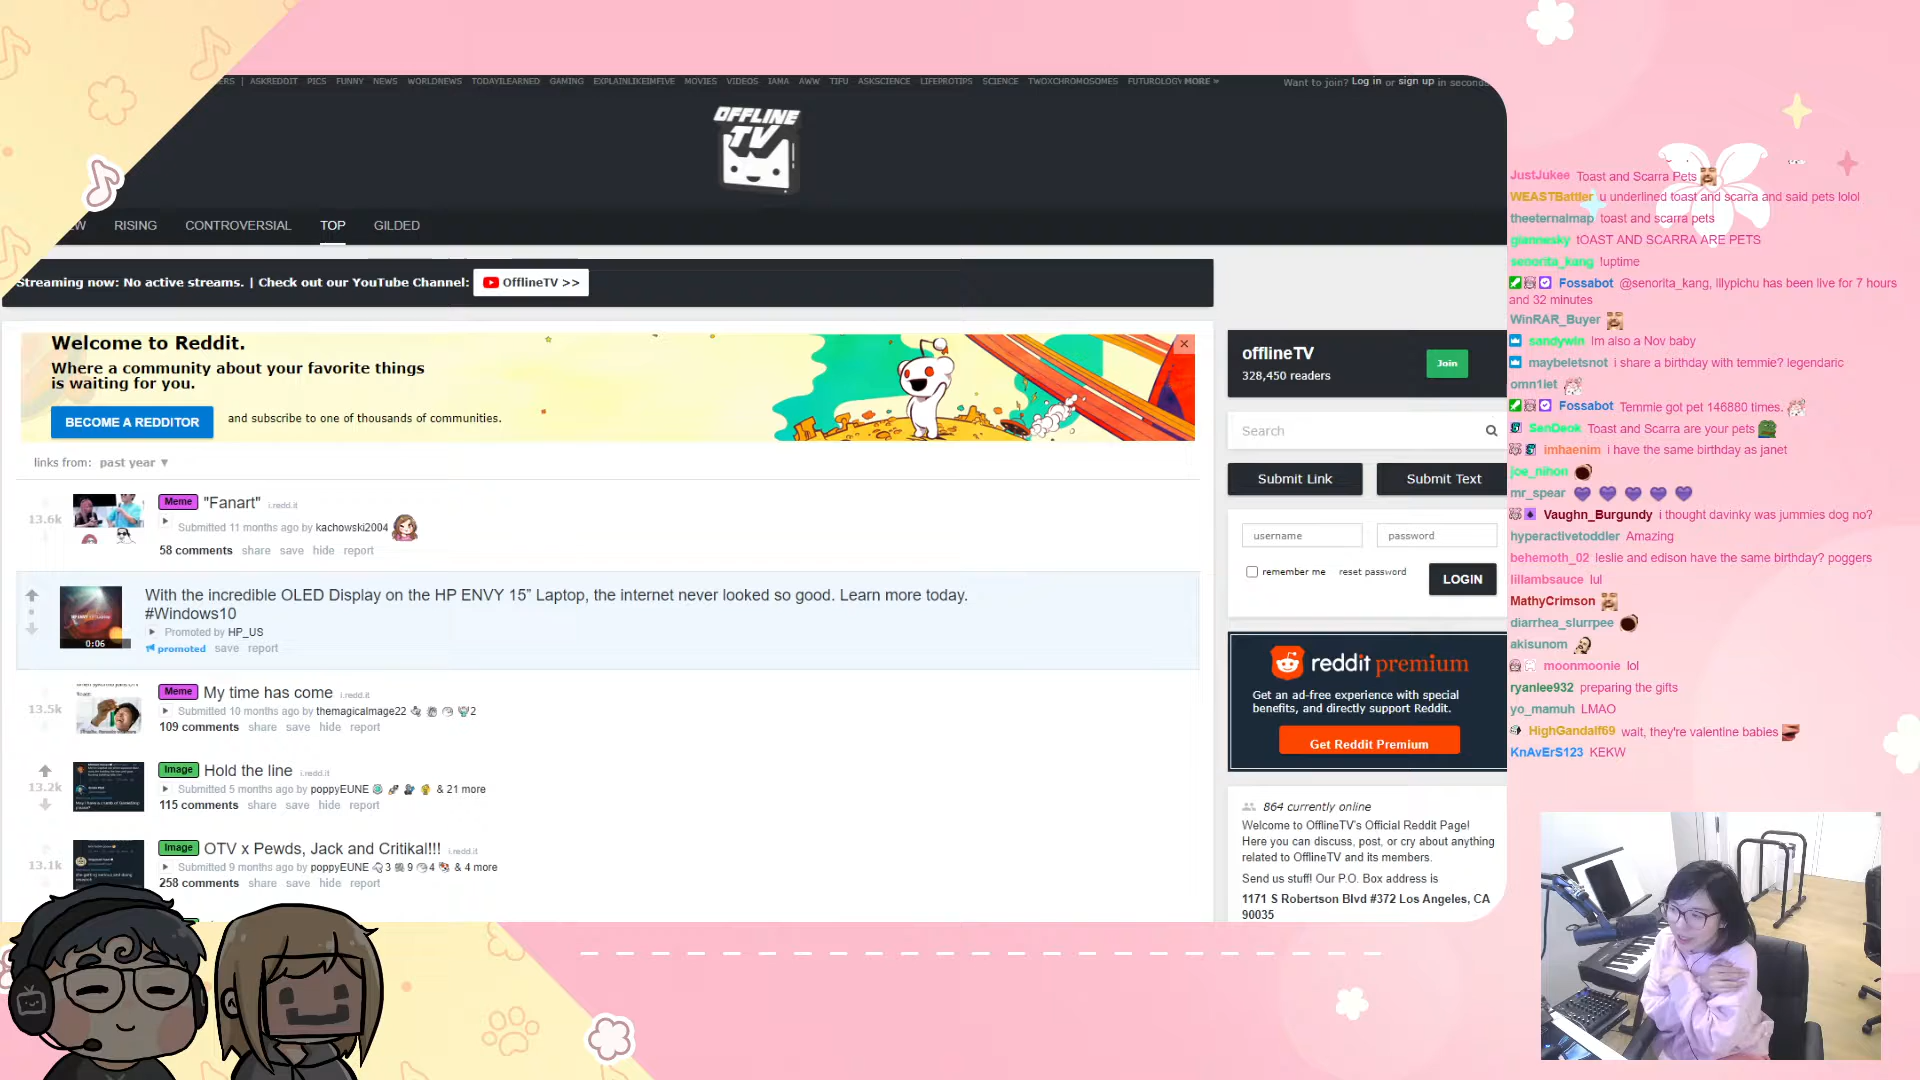 ERS | ASKREDDIT PICS FUNNY NEWS WORLDNEWS TODAYILEARNED GAMING EXPLAINLIKEIMFIVE MOVIES VIDEOS IAMA AWW TIFU ASKSCIENCE LIFEPROTIPS SCIENCE TWOXCHROMOSOMES FUTUROLOGY MORE
Want to join? Log in or sign up in seconds
OFFLINE
TV
RISING CONTROVERSIAL TOP GILDED
Streaming now: No active streams. | Check out our YouTube Channel: OfflineTV >>
Welcome to Reddit.
Where a community about your favorite things
is waiting for you.
BECOME A REDDITOR and subscribe to one of thousands of communities.
links from: past year ▼
13.6k
Meme "Fanart" i.redd.it
Submitted 11 months ago by kachowski2004
58 comments share save hide report
0:06
With the incredible OLED Display on the HP ENVY 15” Laptop, the internet never looked so good. Learn more today.
#Windows10
Promoted by HP_US
promoted save report
13.5k
Meme My time has come i.redd.it
Submitted 10 months ago by themagicalmage22 2
109 comments share save hide report
13.2k
Image Hold the line i.redd.it
Submitted 5 months ago by poppyEUNE & 21 more
115 comments share save hide report
13.1k
Image OTV x Pewds, Jack and Critikal!!! i.redd.it
Submitted 9 months ago by poppyEUNE 3 9 4 & 4 more
258 comments share save hide report
offlineTV
328,450 readers
Join
Search
Submit Link Submit Text
username password
remember me reset password LOGIN
reddit premium
Get an ad-free experience with special
benefits, and directly support Reddit.
Get Reddit Premium
864 currently online
Welcome to OfflineTV's Official Reddit Page!
Here you can discuss, post, or cry about anything
related to OfflineTV and its members.
Send us stuff! Our P.O. Box address is
1171 S Robertson Blvd #372 Los Angeles, CA
90035
JustJukee Toast and Scarra Pets
WEASTBattler u underlined toast and scarra and said pets lolol
theeternalmap toast and scarra pets
giannwsky tOAST AND SCARRA ARE PETS
senorita_kang !uptime
Fossabot @senorita_kang, lilypichu has been live for 7 hours
and 32 minutes
WinRAR_Buyer
sandywin Im also a Nov baby
maybeletsnot i share a birthday with temmie? legendaric
omn1let
Fossabot Temmie got pet 146880 times.
SenDeok Toast and Scarra are your pets
imhaenim i have the same birthday as janet
joe_nihon
mr_spear
Vaughn_Burgundy i thought davinky was jummies dog no?
hyperactivetoddler Amazing
behemoth_02 leslie and edison have the same birthday? poggers
lillambsauce lul
MathyCrimson
diarrhea_slurrpee
akisunom
moonmoonie lol
ryanlee932 preparing the gifts
yo_mamuh LMAO
HighGandalf69 wait, they're valentine babies
KnAvErS123 KEKW